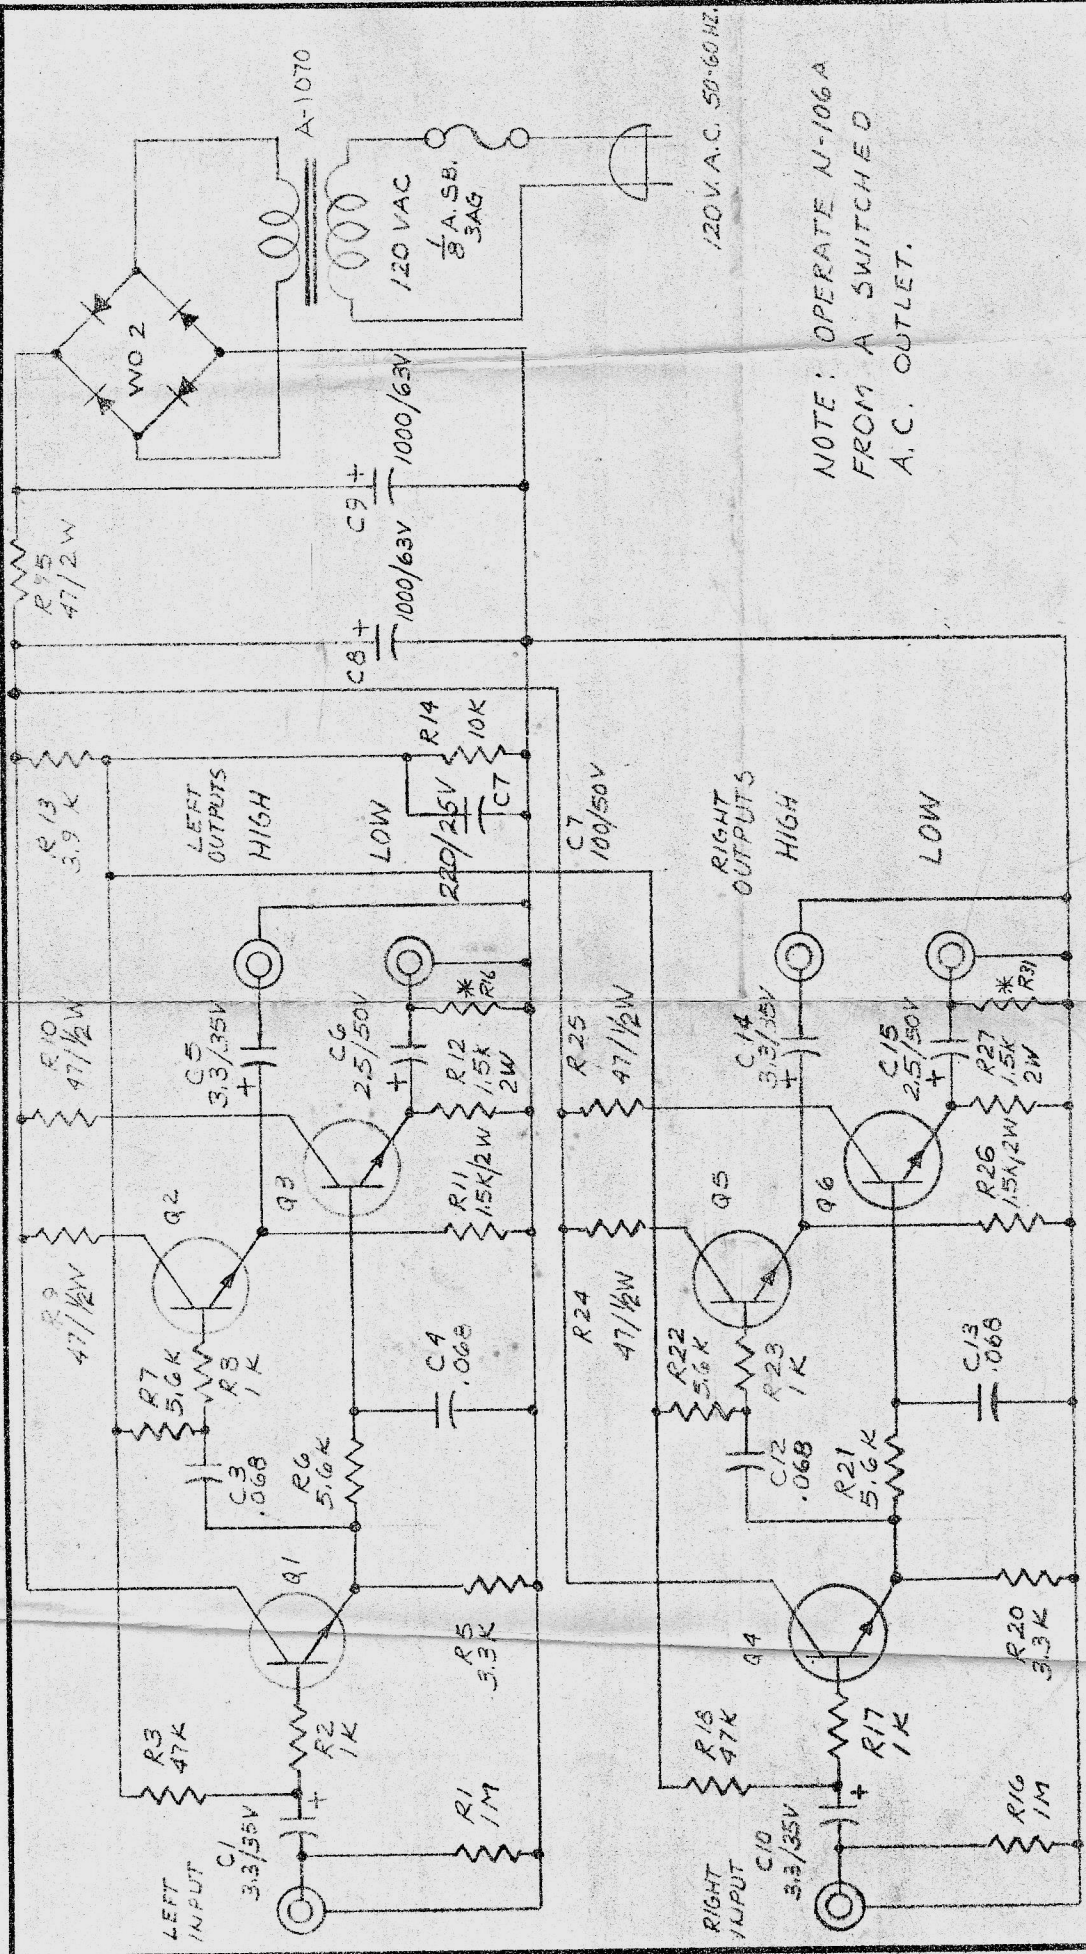 LEFT
INPUT
C1
3.3/35V
R1
1M
R3
47K
R2
1K
Q1
R5
3.3K
C3
.068
R6
5.6K
R7
5.6K
R8
1K
C4
.068
R9
47/½W
Q2
R10
47/½W
Q3
R11
1.5K/2W
R12
1.5K
2W
C5
3.3/35V
+
C6
2.5/50V
+
*
R16
LEFT
OUTPUTS
HIGH
LOW
R13
3.9K
220/25V
C7
R14
10K
C8 +
1000/63V
R45
47/2W
C9 +
1000/63V
W02
A-1070
120 VAC
⅛ A. SB.
3AG
120V. A.C. 50-60HZ.
NOTE: OPERATE N-106A
FROM A SWITCHED
A.C. OUTLET.
RIGHT
INPUT
C10
3.3/35V
+
R16
1M
R18
47K
R17
1K
Q4
R20
3.3K
C12
.068
R21
5.6K
R22
5.6K
R23
1K
C13
.068
R24
47/½W
Q5
R25
47/½W
Q6
R26
1.5K/2W
R27
1.5K
2W
C14
3.3/35V
+
C15
2.5/50V
+
*
R31
C7
100/50V
RIGHT
OUTPUTS
HIGH
LOW